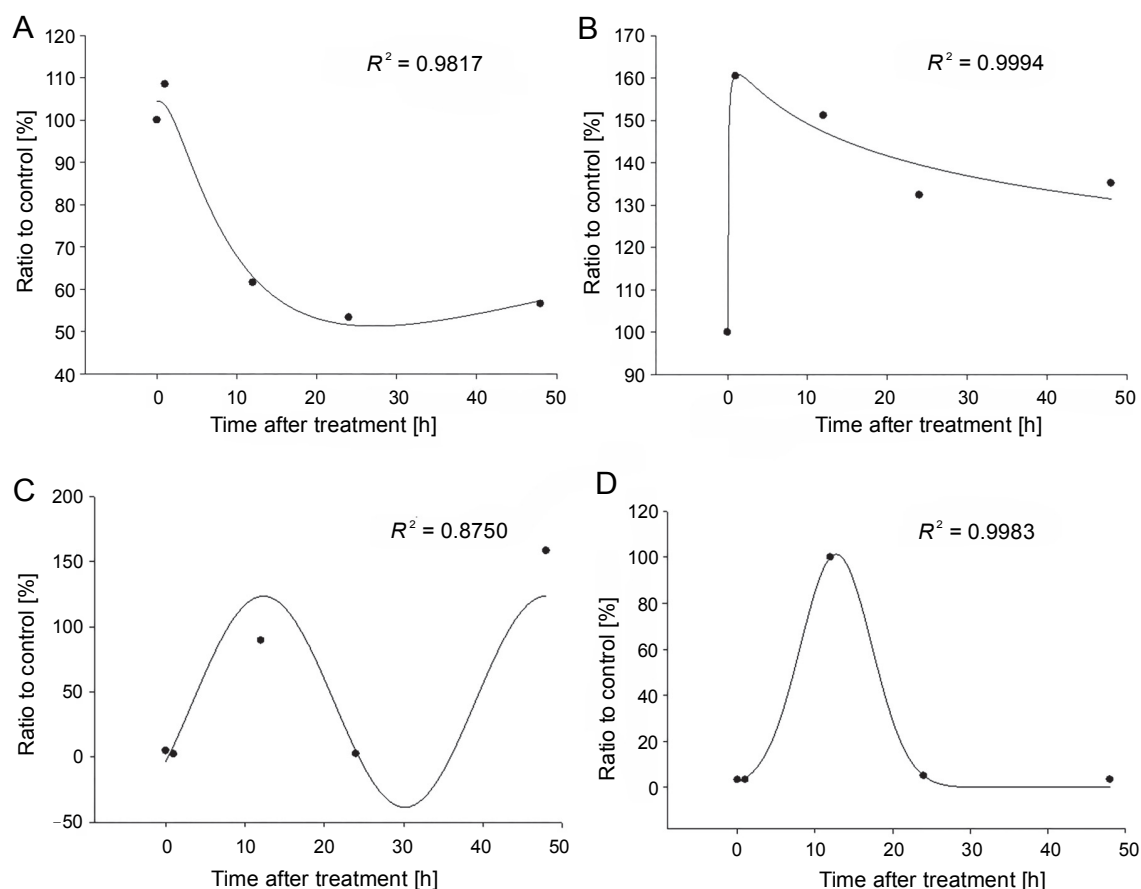 A
R² = 0.9817
120
110
100
90
80
70
60
50
40
Ratio to control [%]
0 10 20 30 40 50
Time after treatment [h]
B
R² = 0.9994
170
160
150
140
130
120
110
100
90
Ratio to control [%]
0 10 20 30 40 50
Time after treatment [h]
C
R² = 0.8750
200
150
100
50
0
−50
Ratio to control [%]
0 10 20 30 40 50
Time after treatment [h]
D
R² = 0.9983
120
100
80
60
40
20
0
Ratio to control [%]
0 10 20 30 40 50
Time after treatment [h]